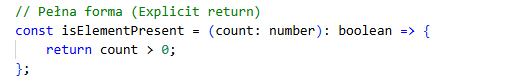 // Pełna forma (Explicit return)
const isElementPresent = (count: number): boolean => {
    return count > 0;
};